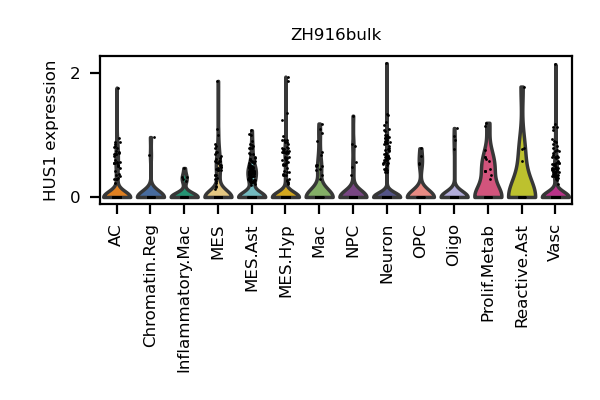 ZH916bulk
HUS1 expression
2
0
AC
Chromatin.Reg
Inflammatory.Mac
MES
MES.Ast
MES.Hyp
Mac
NPC
Neuron
OPC
Oligo
Prolif.Metab
Reactive.Ast
Vasc